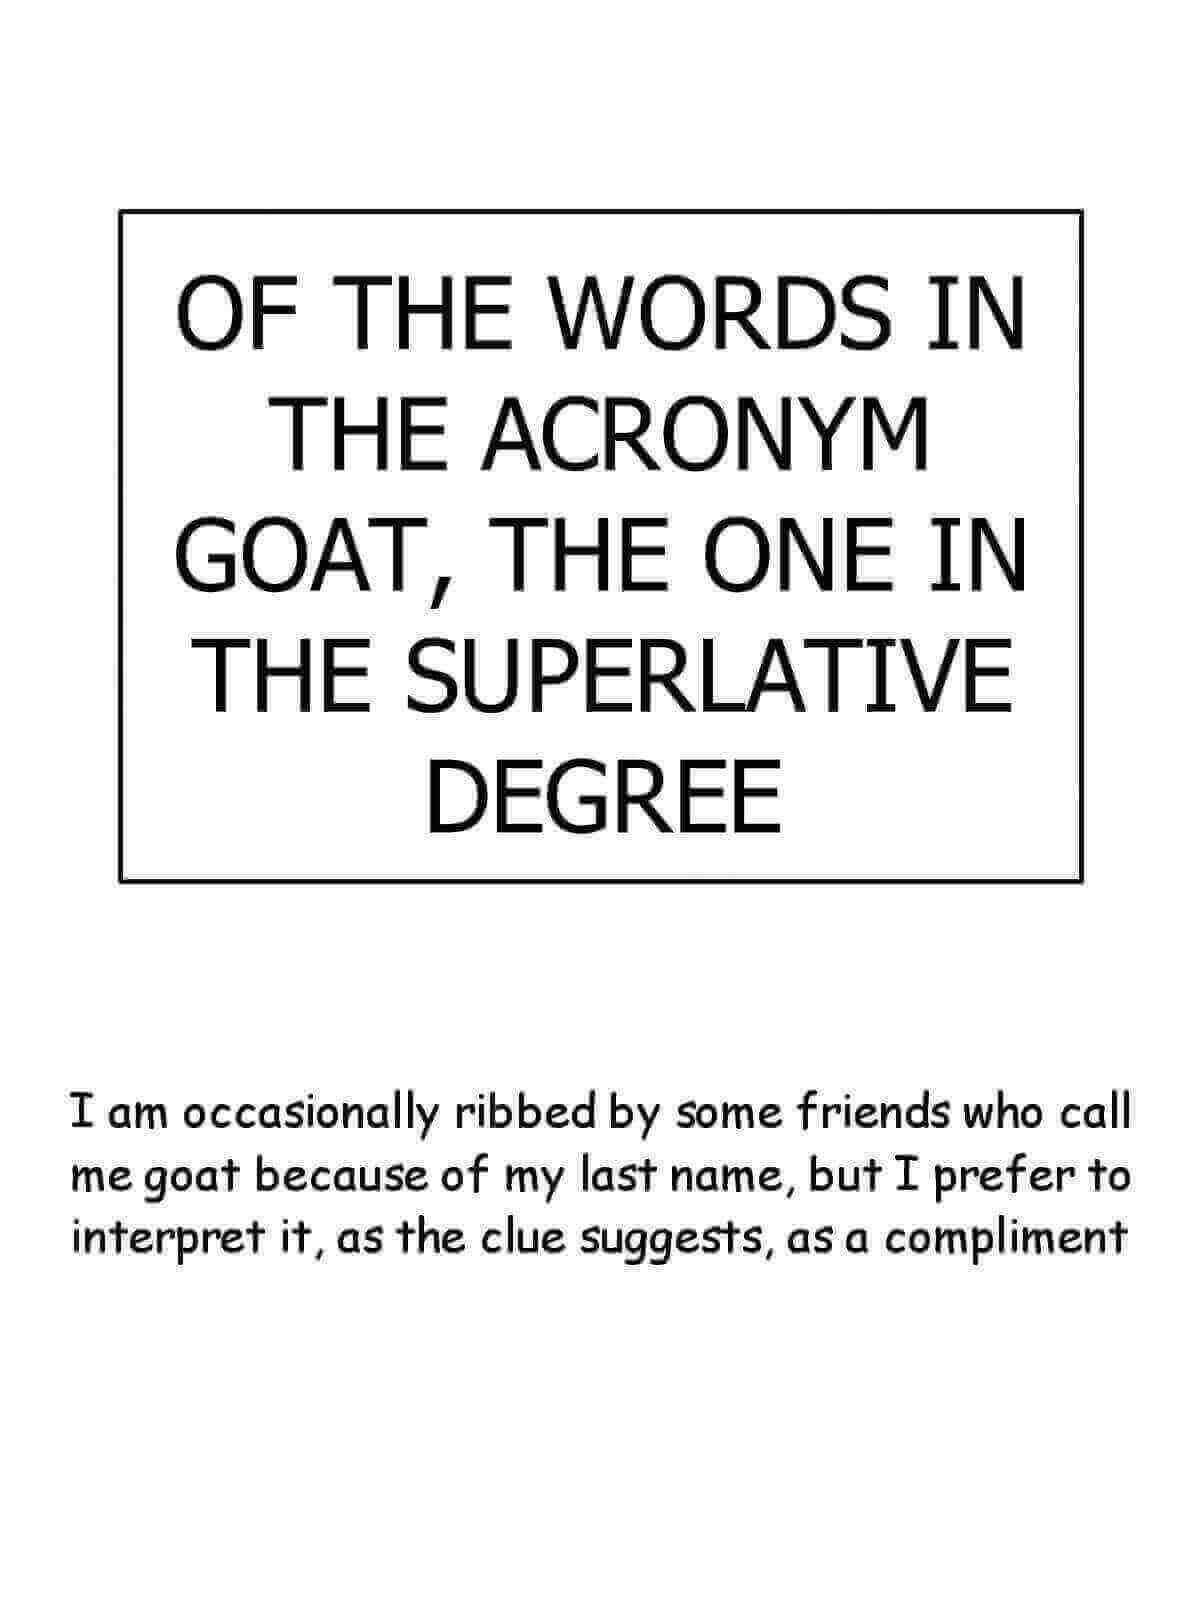 OF THE WORDS IN
THE ACRONYM
GOAT, THE ONE IN
THE SUPERLATIVE
DEGREE
I am occasionally ribbed by some friends who call
me goat because of my last name, but I prefer to
interpret it, as the clue suggests, as a compliment